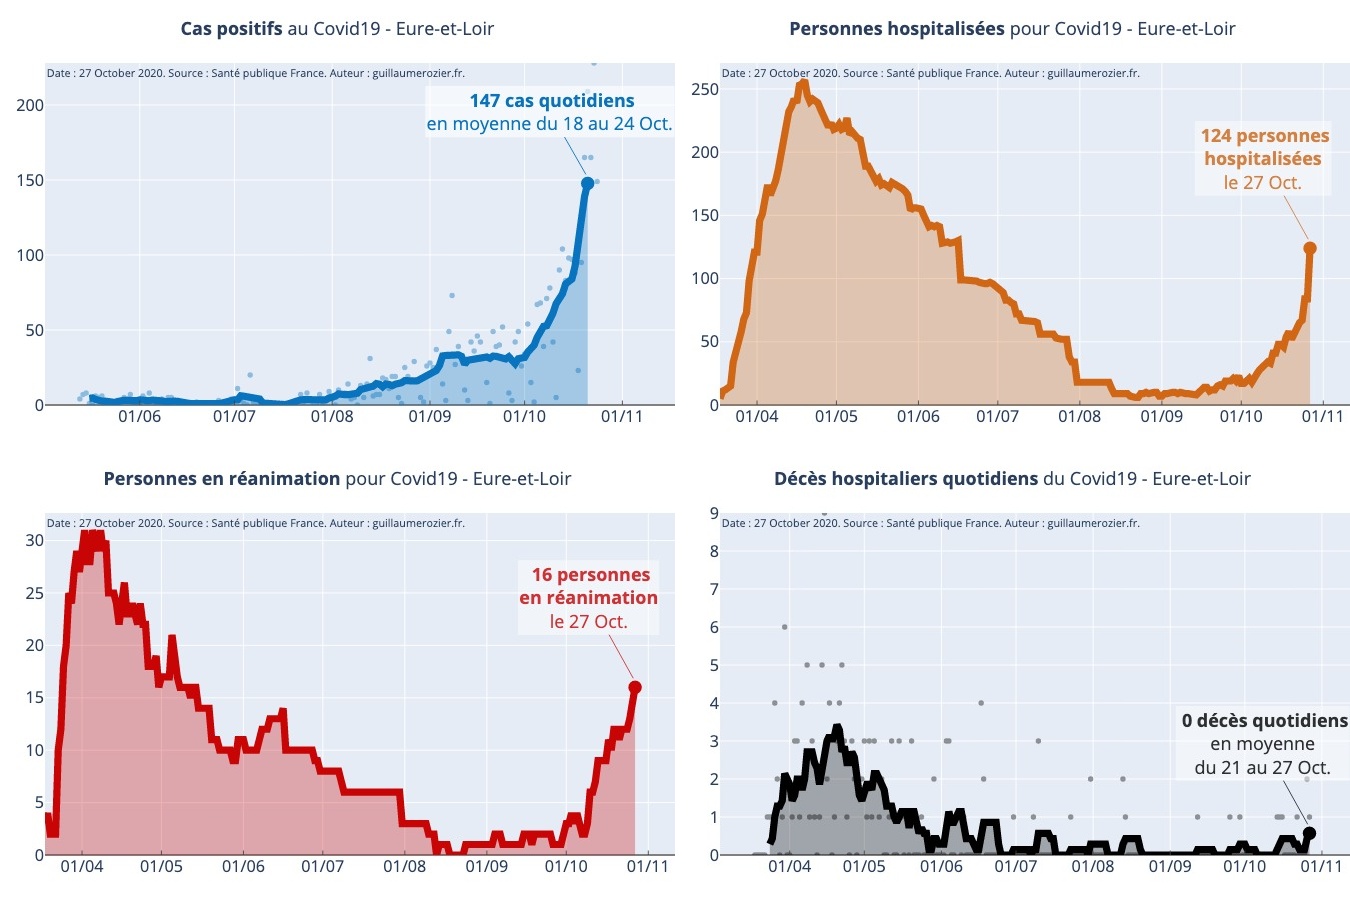 Cas positifs au Covid19 - Eure-et-Loir
Date : 27 October 2020. Source : Santé publique France. Auteur : guillaumerozier.fr.
147 cas quotidiens
en moyenne du 18 au 24 Oct.
200
150
100
50
0
01/06 01/07 01/08 01/09 01/10 01/11
Personnes hospitalisées pour Covid19 - Eure-et-Loir
Date : 27 October 2020. Source : Santé publique France. Auteur : guillaumerozier.fr.
124 personnes
hospitalisées
le 27 Oct.
250
200
150
100
50
0
01/04 01/05 01/06 01/07 01/08 01/09 01/10 01/11
Personnes en réanimation pour Covid19 - Eure-et-Loir
Date : 27 October 2020. Source : Santé publique France. Auteur : guillaumerozier.fr.
16 personnes
en réanimation
le 27 Oct.
30
25
20
15
10
5
0
01/04 01/05 01/06 01/07 01/08 01/09 01/10 01/11
Décès hospitaliers quotidiens du Covid19 - Eure-et-Loir
Date : 27 October 2020. Source : Santé publique France. Auteur : guillaumerozier.fr.
0 décès quotidiens
en moyenne
du 21 au 27 Oct.
9
8
7
6
5
4
3
2
1
0
01/04 01/05 01/06 01/07 01/08 01/09 01/10 01/11